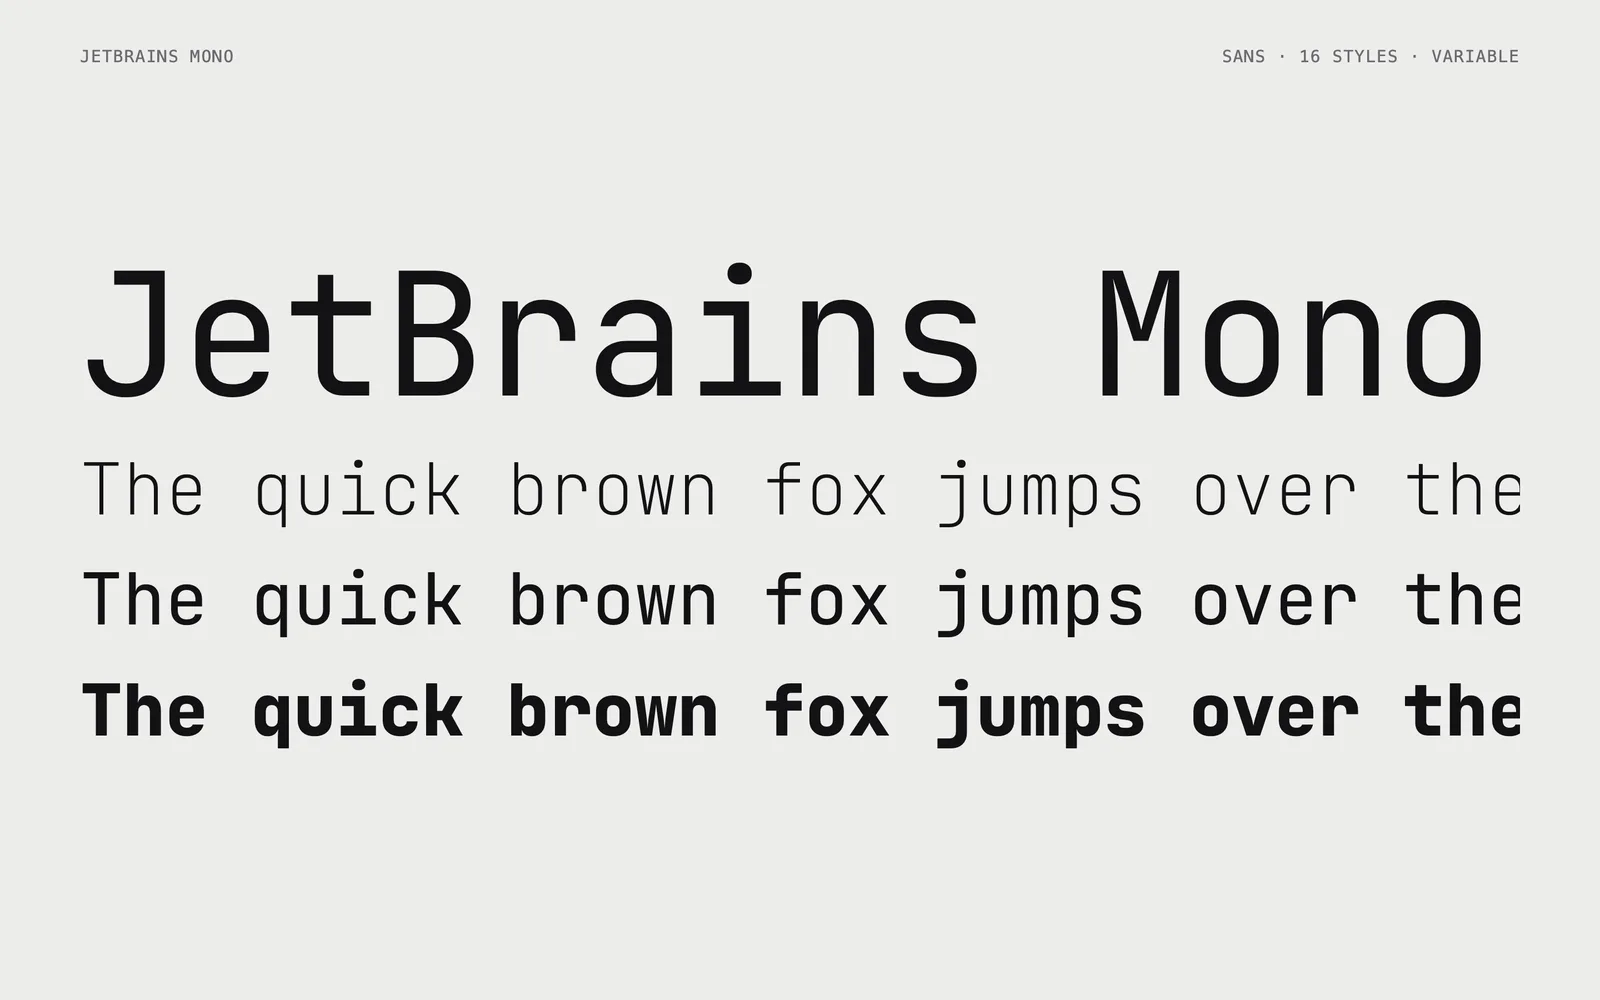 JETBRAINS MONO
SANS · 16 STYLES · VARIABLE
JetBrains Mono
The quick brown fox jumps over the
The quick brown fox jumps over the
The quick brown fox jumps over the